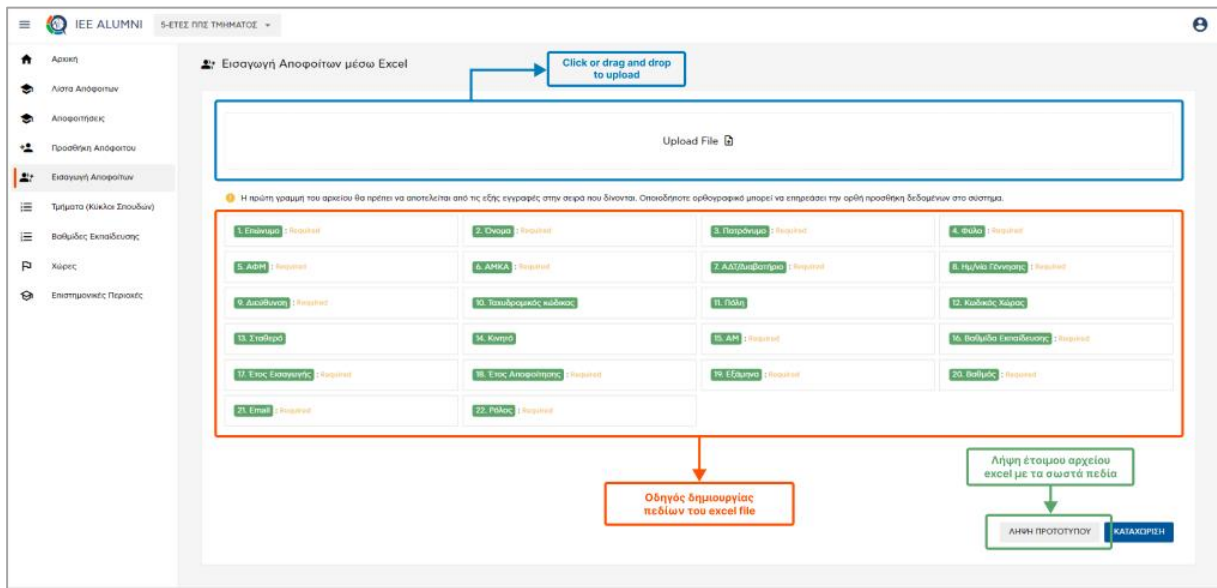 IEE ALUMNI
5-ΕΤΕΣ ΠΠΣ ΤΜΗΜΑΤΟΣ
Αρχική
Λίστα Απόφοιτων
Αποφοιτήσεις
Προσθήκη Απόφοιτου
Εισαγωγή Αποφοίτων
Τμήματα (Κύκλοι Σπουδών)
Βαθμίδες Εκπαίδευσης
Χώρες
Επιστημονικές Περιοχές
Εισαγωγή Αποφοίτων μέσω Excel
Click or drag and drop
to upload
Upload File
Η πρώτη γραμμή του αρχείου θα πρέπει να αποτελείται από τις εξής εγγραφές στην σειρά που δίνονται. Οποιοδήποτε ορθογραφικό μπορεί να επηρεάσει την ορθή προσθήκη δεδομένων στο σύστημα.
1. Επώνυμο : Required
2. Όνομα : Required
3. Πατρόνυμο : Required
4. Φύλο : Required
5. ΑΦΜ : Required
6. ΑΜΚΑ : Required
7. ΑΔΤ/Διαβατήριο : Required
8. Ημ/νία Γέννησης : Required
9. Διεύθυνση : Required
10. Ταχυδρομικός κώδικας
11. Πόλη
12. Κωδικός Χώρας
13. Σταθερό
14. Κινητό
15. ΑΜ : Required
16. Βαθμίδα Εκπαίδευσης : Required
17. Έτος Εισαγωγής : Required
18. Έτος Αποφοίτησης : Required
19. Εξάμηνο : Required
20. Βαθμός : Required
21. Email : Required
22. Ρόλος : Required
Οδηγός δημιουργίας
πεδίων του excel file
Λήψη έτοιμου αρχείου
excel με τα σωστά πεδία
ΛΗΨΗ ΠΡΟΤΟΤΥΠΟΥ
ΚΑΤΑΧΩΡΙΣΗ